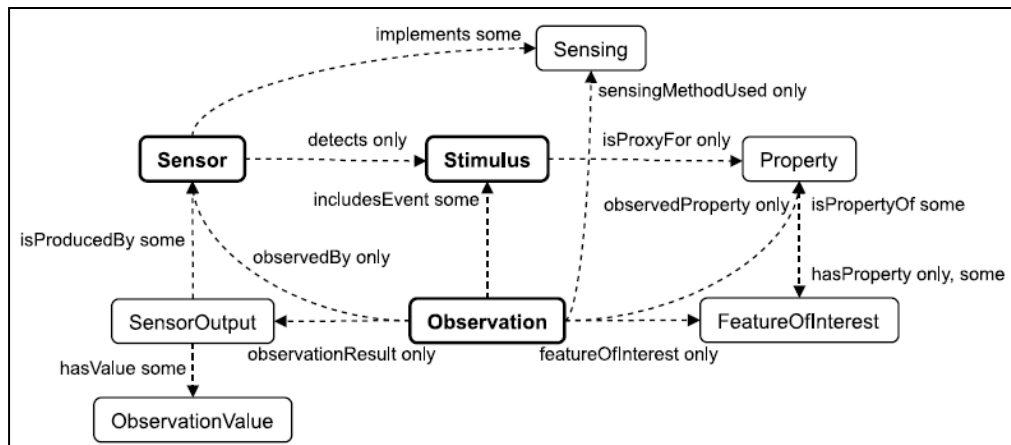 implements some
Sensing
sensingMethodUsed only
detects only
isProxyFor only
Sensor
Stimulus
Property
includesEvent some
observedProperty only
isPropertyOf some
isProducedBy some
observedBy only
hasProperty only, some
SensorOutput
Observation
FeatureOfInterest
observationResult only
featureOfInterest only
hasValue some
ObservationValue